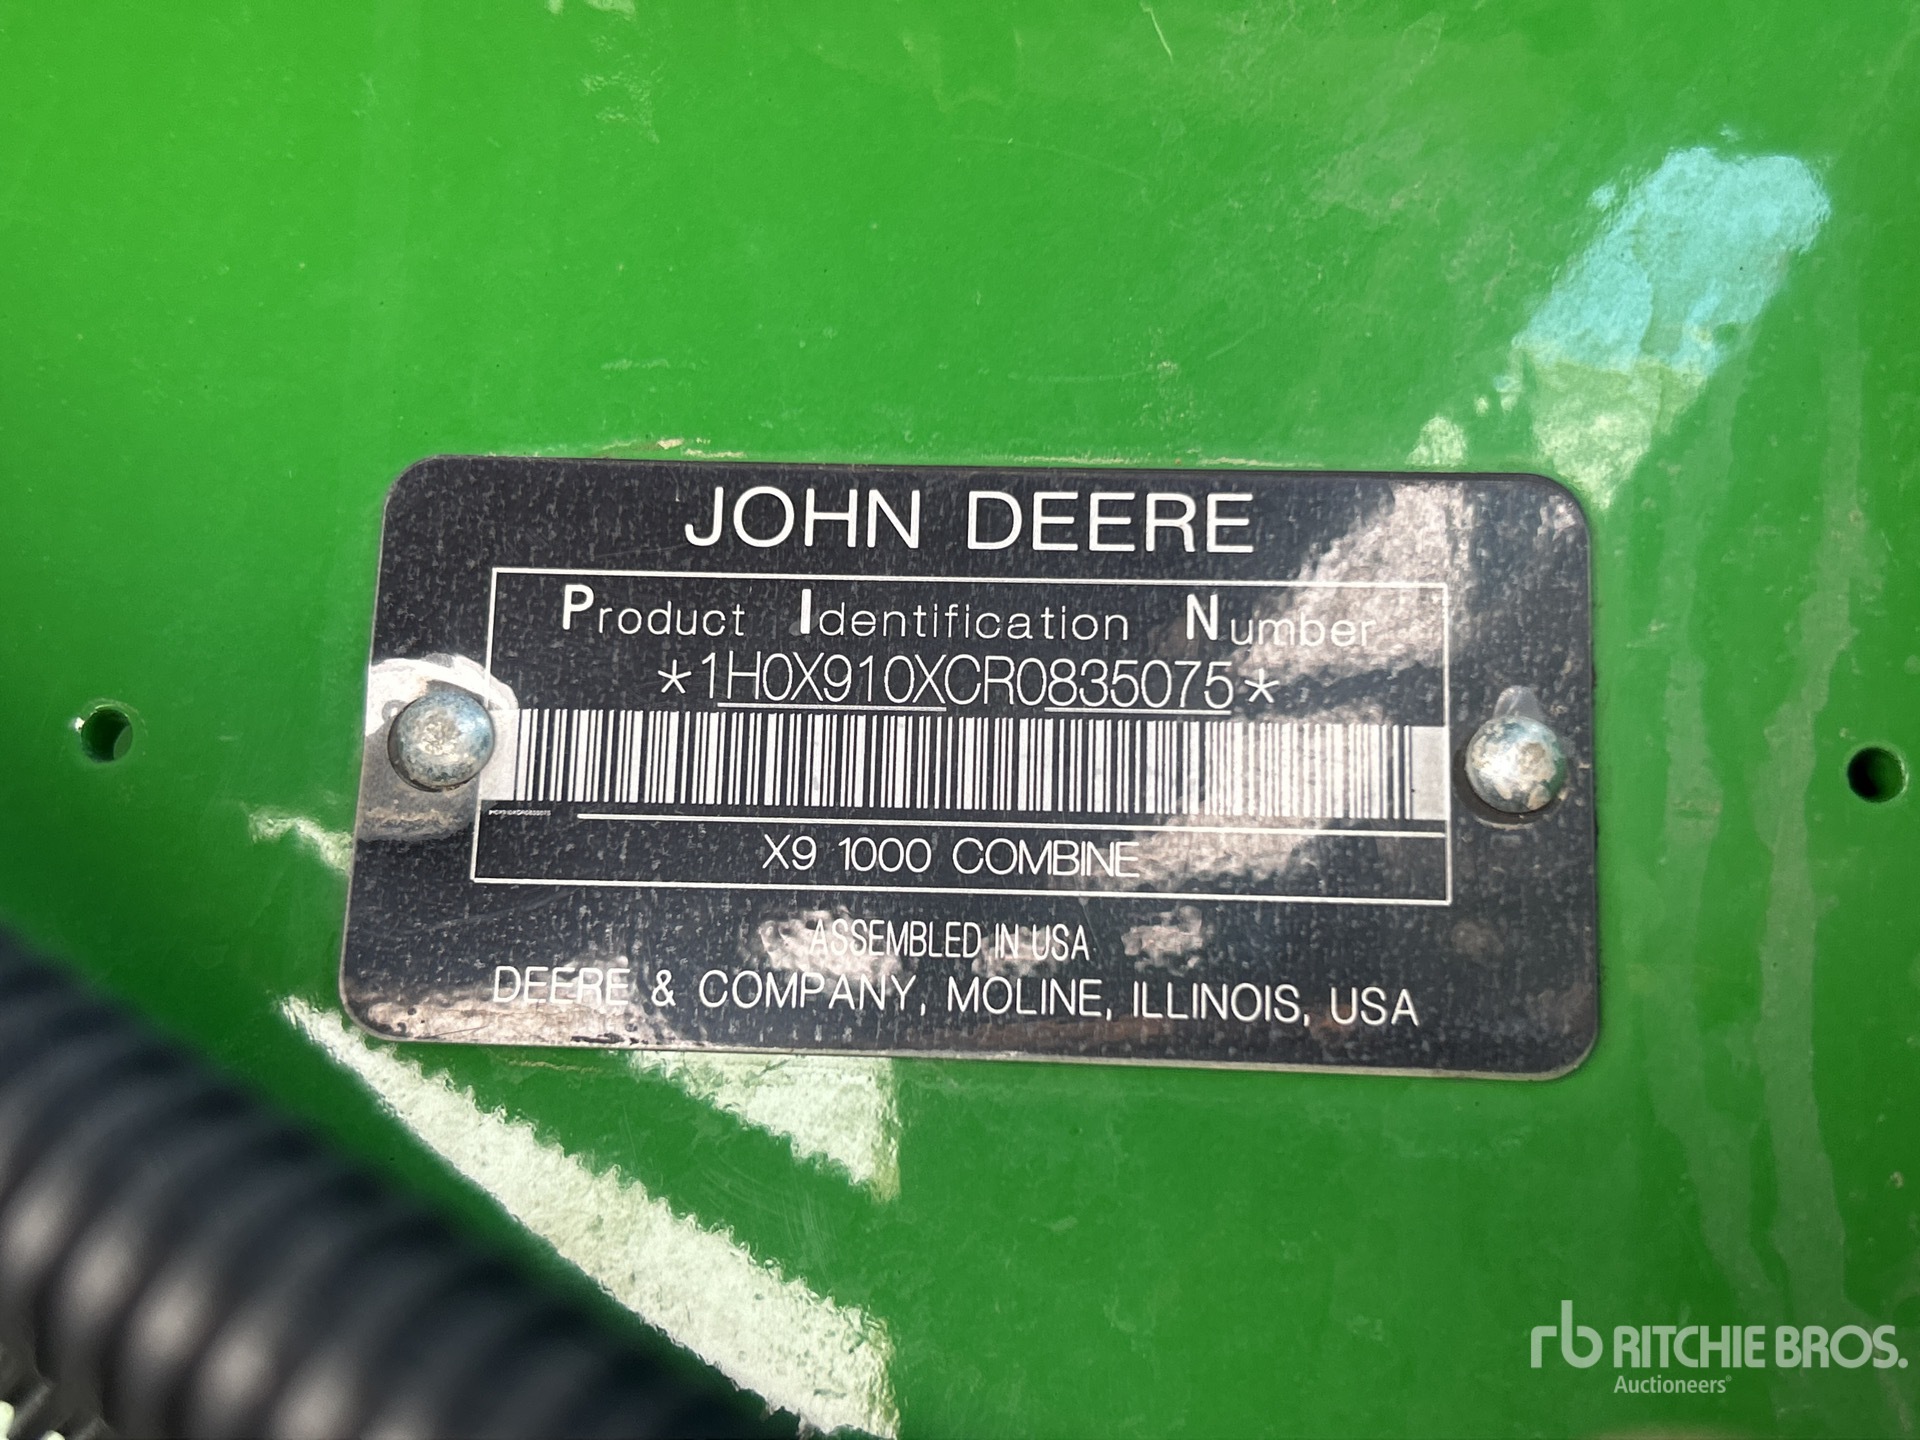 JOHN DEERE
Product Identification Number
*1H0X910XCR0835075*
X9 1000 COMBINE
ASSEMBLED IN USA
DEERE & COMPANY, MOLINE, ILLINOIS, USA
rb RITCHIE BROS.
Auctioneers